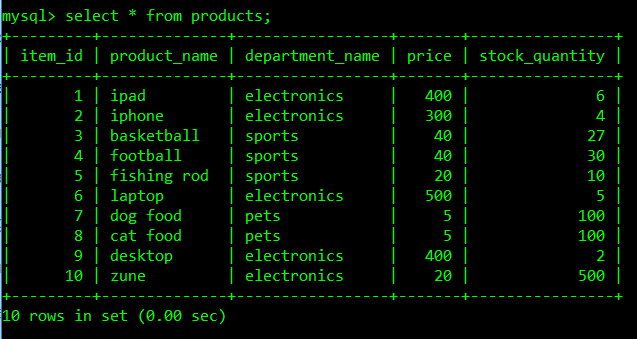 mysql> select * from products;
+---------+--------------+-----------------+-------+----------------+
| item_id | product_name | department_name | price | stock_quantity |
+---------+--------------+-----------------+-------+----------------+
|       1 | ipad         | electronics     |   400 |              6 |
|       2 | iphone       | electronics     |   300 |              4 |
|       3 | basketball   | sports          |    40 |             27 |
|       4 | football     | sports          |    40 |             30 |
|       5 | fishing rod  | sports          |    20 |             10 |
|       6 | laptop       | electronics     |   500 |              5 |
|       7 | dog food     | pets            |     5 |            100 |
|       8 | cat food     | pets            |     5 |            100 |
|       9 | desktop      | electronics     |   400 |              2 |
|      10 | zune         | electronics     |    20 |            500 |
+---------+--------------+-----------------+-------+----------------+
10 rows in set (0.00 sec)